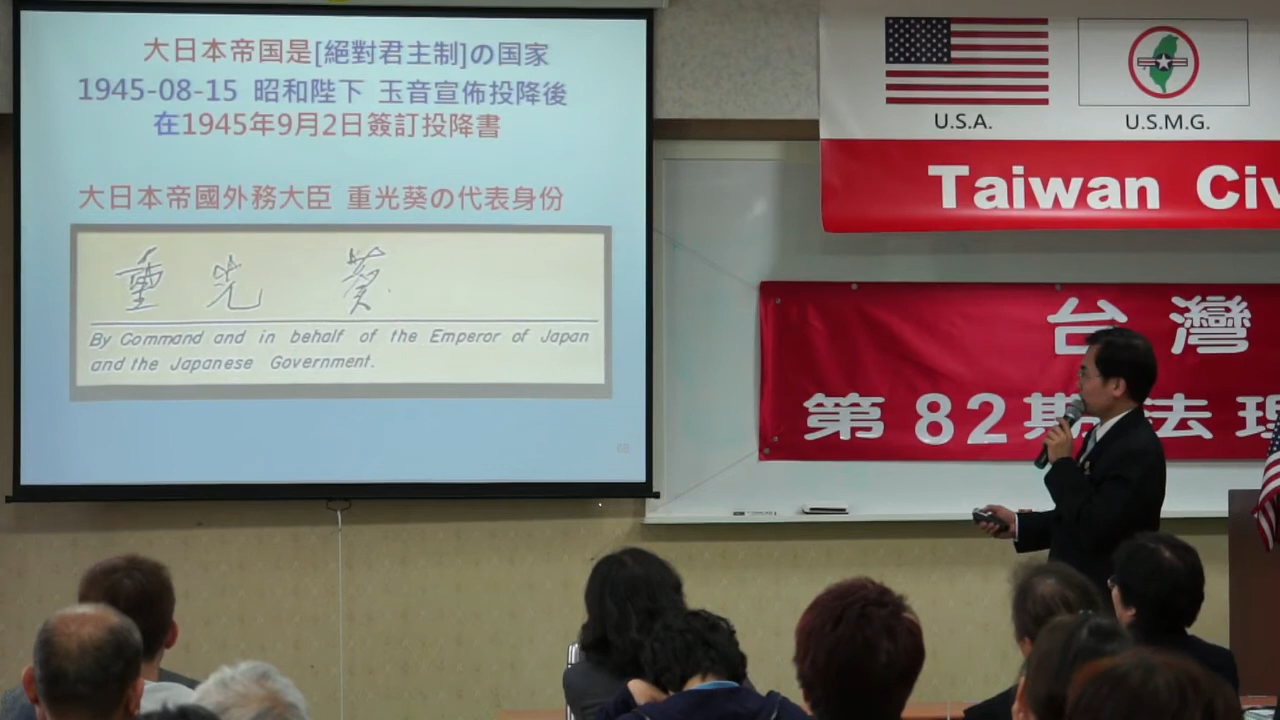 大日本帝国是[絕對君主制]の国家
1945-08-15 昭和陛下 玉音宣佈投降後
在1945年9月2日簽訂投降書
大日本帝國外務大臣 重光葵の代表身份
重光 葵
By Command and in behalf of the Emperor of Japan
and the Japanese Government.
U.S.A.
U.S.M.G.
Taiwan Civ
台灣
第82期法理